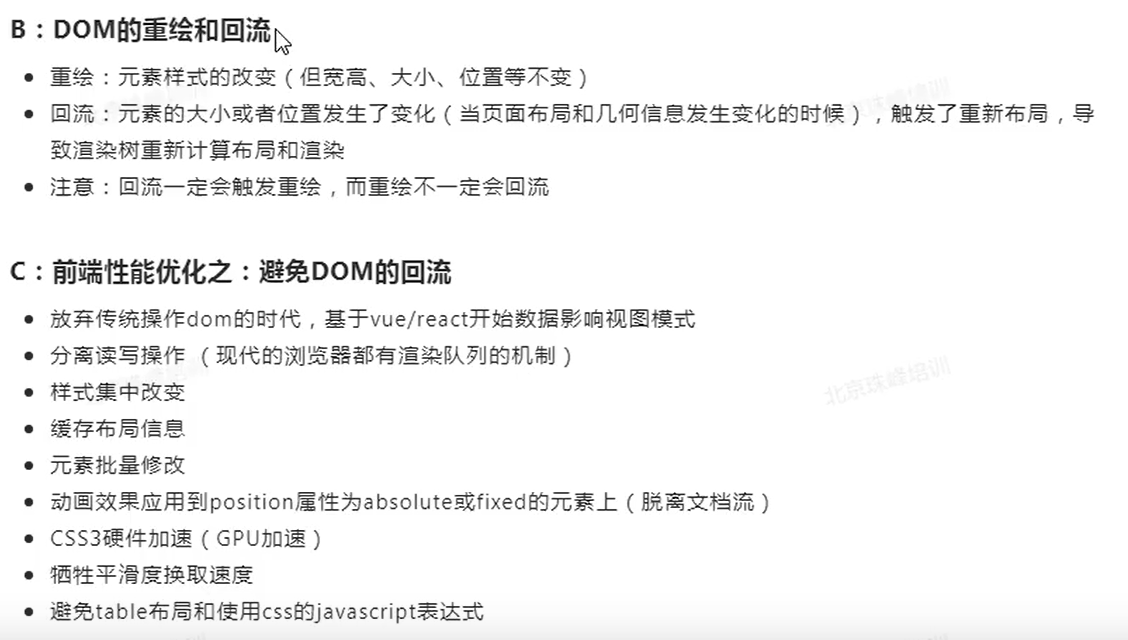 B：DOM的重绘和回流
重绘：元素样式的改变（但宽高、大小、位置等不变）
回流：元素的大小或者位置发生了变化（当页面布局和几何信息发生变化的时候），触发了重新布局，导
致渲染树重新计算布局和渲染
注意：回流一定会触发重绘，而重绘不一定会回流
C：前端性能优化之：避免DOM的回流
放弃传统操作dom的时代，基于vue/react开始数据影响视图模式
分离读写操作 （现代的浏览器都有渲染队列的机制）
样式集中改变
缓存布局信息
北京珠峰培训
元素批量修改
动画效果应用到position属性为absolute或fixed的元素上（脱离文档流）
CSS3硬件加速（GPU加速）
牺牲平滑度换取速度
避免table布局和使用css的javascript表达式